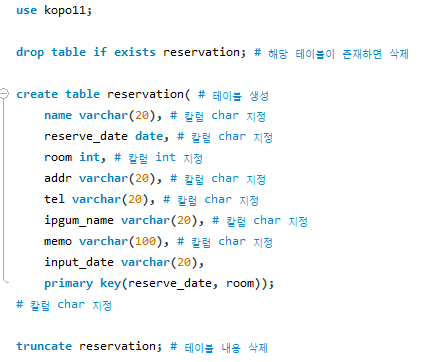 use kopo11;
drop table if exists reservation; # 해당 테이블이 존재하면 삭제
create table reservation( # 테이블 생성
name varchar(20), # 칼럼 char 지정
reserve_date date, # 칼럼 char 지정
room int, # 칼럼 int 지정
addr varchar(20), # 칼럼 char 지정
tel varchar(20), # 칼럼 char 지정
ipgum_name varchar(20), # 칼럼 char 지정
memo varchar(100), # 칼럼 char 지정
input_date varchar(20),
primary key(reserve_date, room));
# 칼럼 char 지정
truncate reservation; # 테이블 내용 삭제